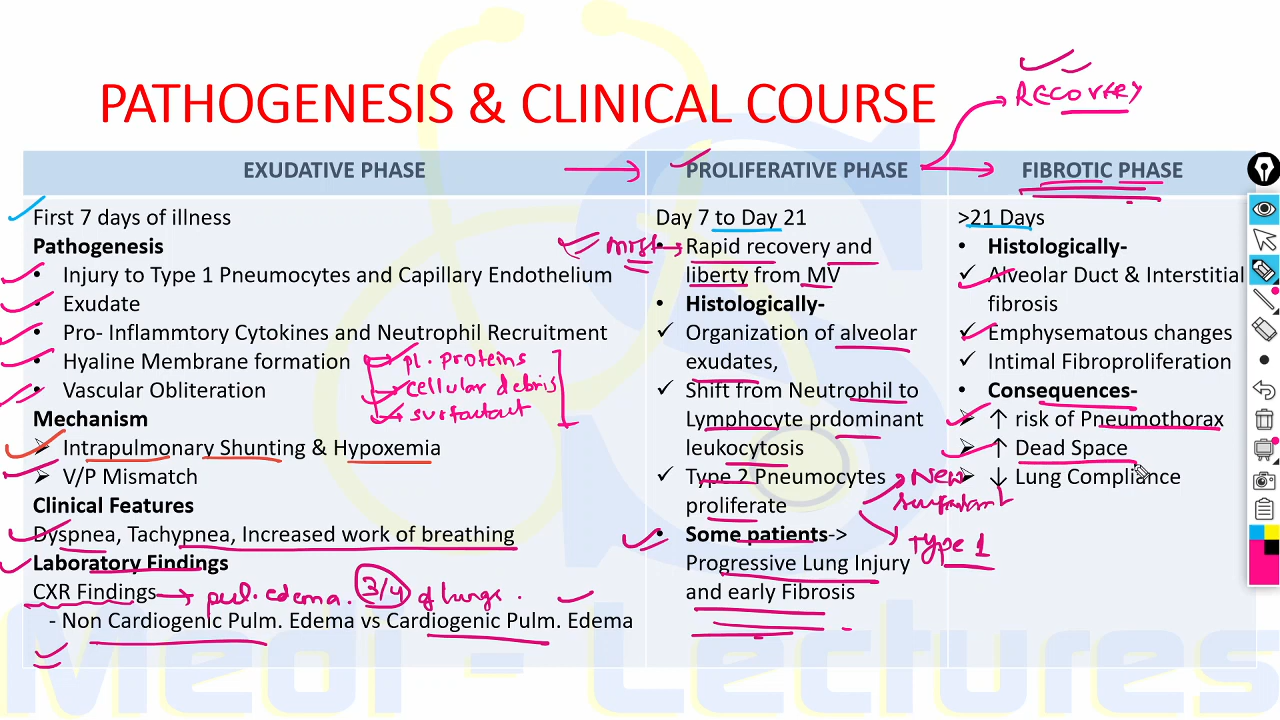 PATHOGENESIS & CLINICAL COURSE
RECOVERY
EXUDATIVE PHASE
First 7 days of illness
Pathogenesis
• Injury to Type 1 Pneumocytes and Capillary Endothelium
• Exudate
• Pro- Inflammtory Cytokines and Neutrophil Recruitment
• Hyaline Membrane formation
pl. proteins
cellular debris
surfactant
• Vascular Obliteration
Mechanism
➢ Intrapulmonary Shunting & Hypoxemia
➢ V/P Mismatch
Clinical Features
Dyspnea, Tachypnea, Increased work of breathing
Laboratory Findings
CXR Findings → pul. edema. 3/4 of lungs.
- Non Cardiogenic Pulm. Edema vs Cardiogenic Pulm. Edema
PROLIFERATIVE PHASE
Day 7 to Day 21
most →
• Rapid recovery and
liberty from MV
• Histologically-
✓ Organization of alveolar
exudates,
✓ Shift from Neutrophil to
Lymphocyte prdominant
leukocytosis
✓ Type 2 Pneumocytes
proliferate
New
surfactant
Type 1
• Some patients->
Progressive Lung Injury
and early Fibrosis
FIBROTIC PHASE
>21 Days
• Histologically-
✓ Alveolar Duct & Interstitial
fibrosis
✓ Emphysematous changes
✓ Intimal Fibroproliferation
• Consequences-
➢ ↑ risk of Pneumothorax
➢ ↑ Dead Space
➢ ↓ Lung Compliance
Medi - Lectures